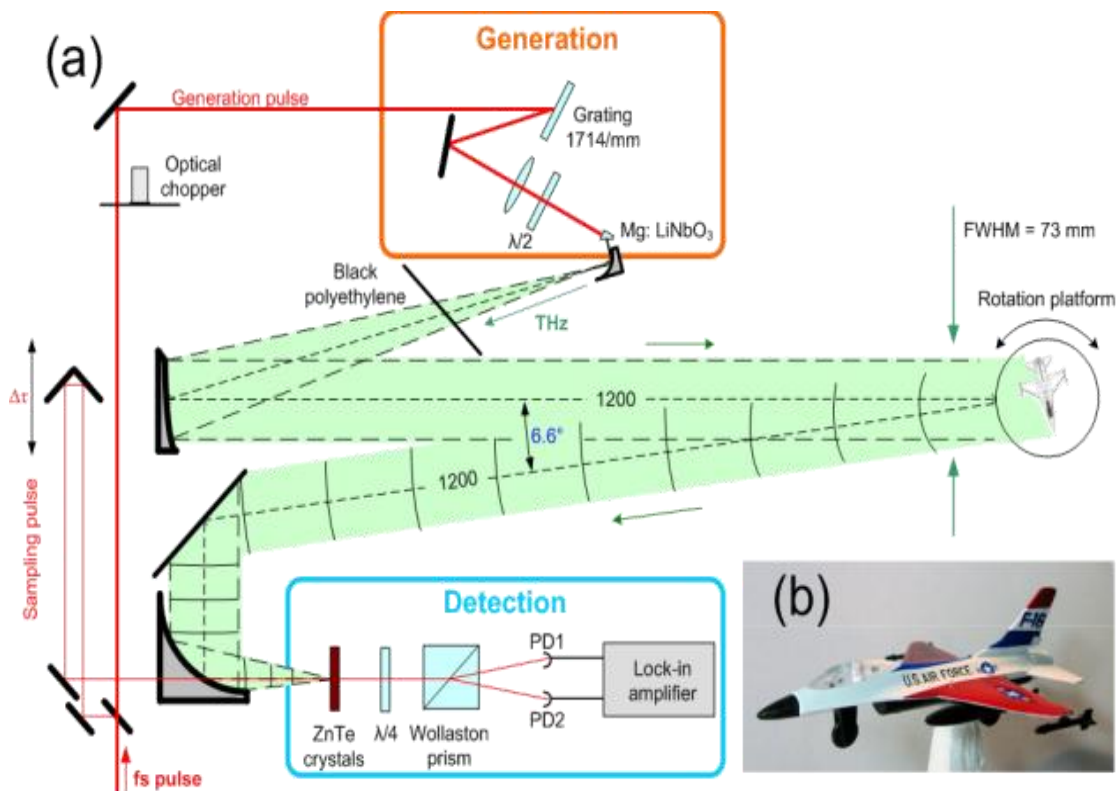 (a)
Generation
Generation pulse
Grating
1714/mm
Optical
chopper
λ/2
Mg: LiNbO₃
FWHM = 73 mm
Black
polyethylene
THz
Rotation platform
Δτ
1200
6.6°
1200
Sampling pulse
Detection
PD1
Lock-in
amplifier
PD2
ZnTe
crystals
λ/4
Wollaston
prism
fs pulse
(b)
F-16
U.S. AIR FORCE